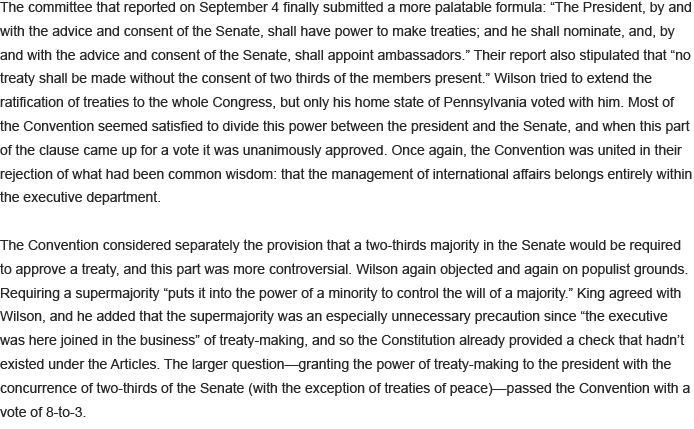 The committee that reported on September 4 finally submitted a more palatable formula: “The President, by and
with the advice and consent of the Senate, shall have power to make treaties; and he shall nominate, and, by
and with the advice and consent of the Senate, shall appoint ambassadors.” Their report also stipulated that “no
treaty shall be made without the consent of two thirds of the members present.” Wilson tried to extend the
ratification of treaties to the whole Congress, but only his home state of Pennsylvania voted with him. Most of
the Convention seemed satisfied to divide this power between the president and the Senate, and when this part
of the clause came up for a vote it was unanimously approved. Once again, the Convention was united in their
rejection of what had been common wisdom: that the management of international affairs belongs entirely within
the executive department.

The Convention considered separately the provision that a two-thirds majority in the Senate would be required
to approve a treaty, and this part was more controversial. Wilson again objected and again on populist grounds.
Requiring a supermajority “puts it into the power of a minority to control the will of a majority.” King agreed with
Wilson, and he added that the supermajority was an especially unnecessary precaution since “the executive
was here joined in the business” of treaty-making, and so the Constitution already provided a check that hadn’t
existed under the Articles. The larger question—granting the power of treaty-making to the president with the
concurrence of two-thirds of the Senate (with the exception of treaties of peace)—passed the Convention with a
vote of 8-to-3.